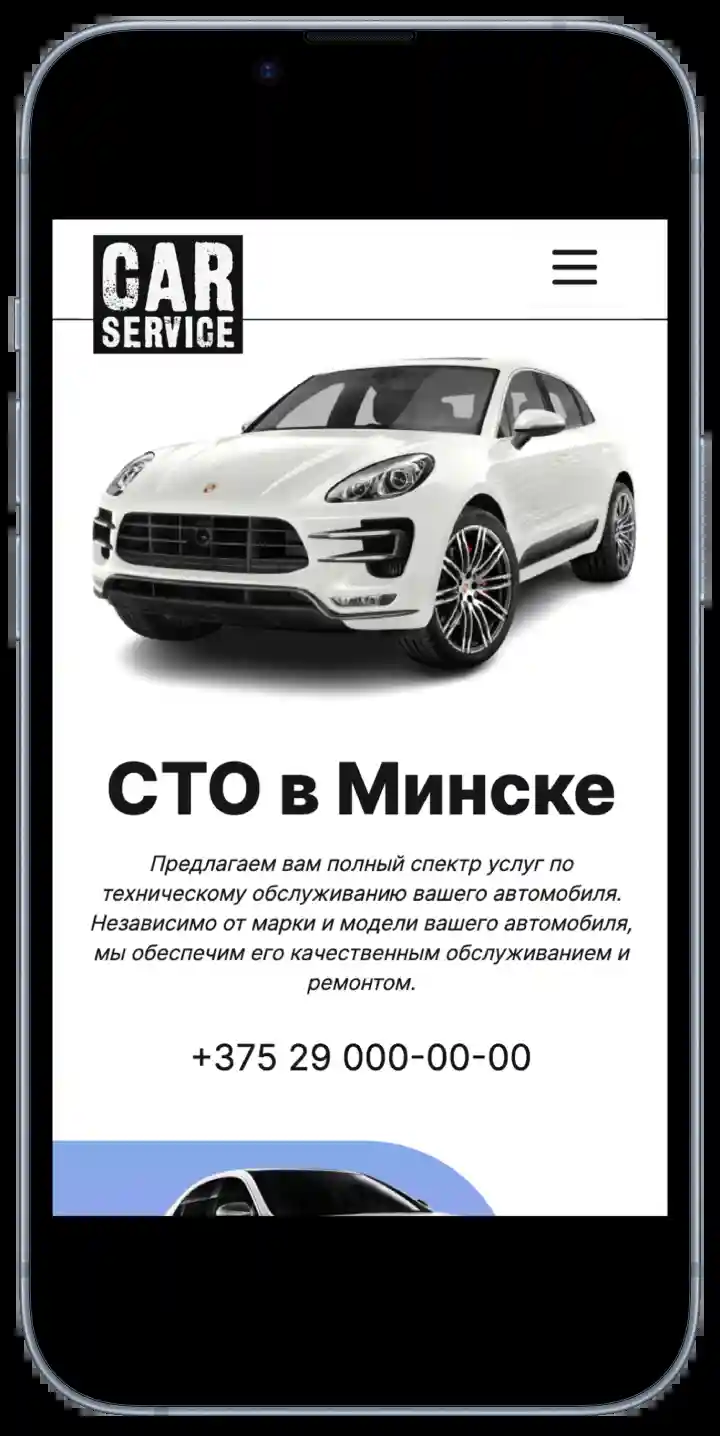 CAR
SERVICE
СТО в Минске
Предлагаем вам полный спектр услуг по
техническому обслуживанию вашего автомобиля.
Независимо от марки и модели вашего автомобиля,
мы обеспечим его качественным обслуживанием и
ремонтом.
+375 29 000-00-00